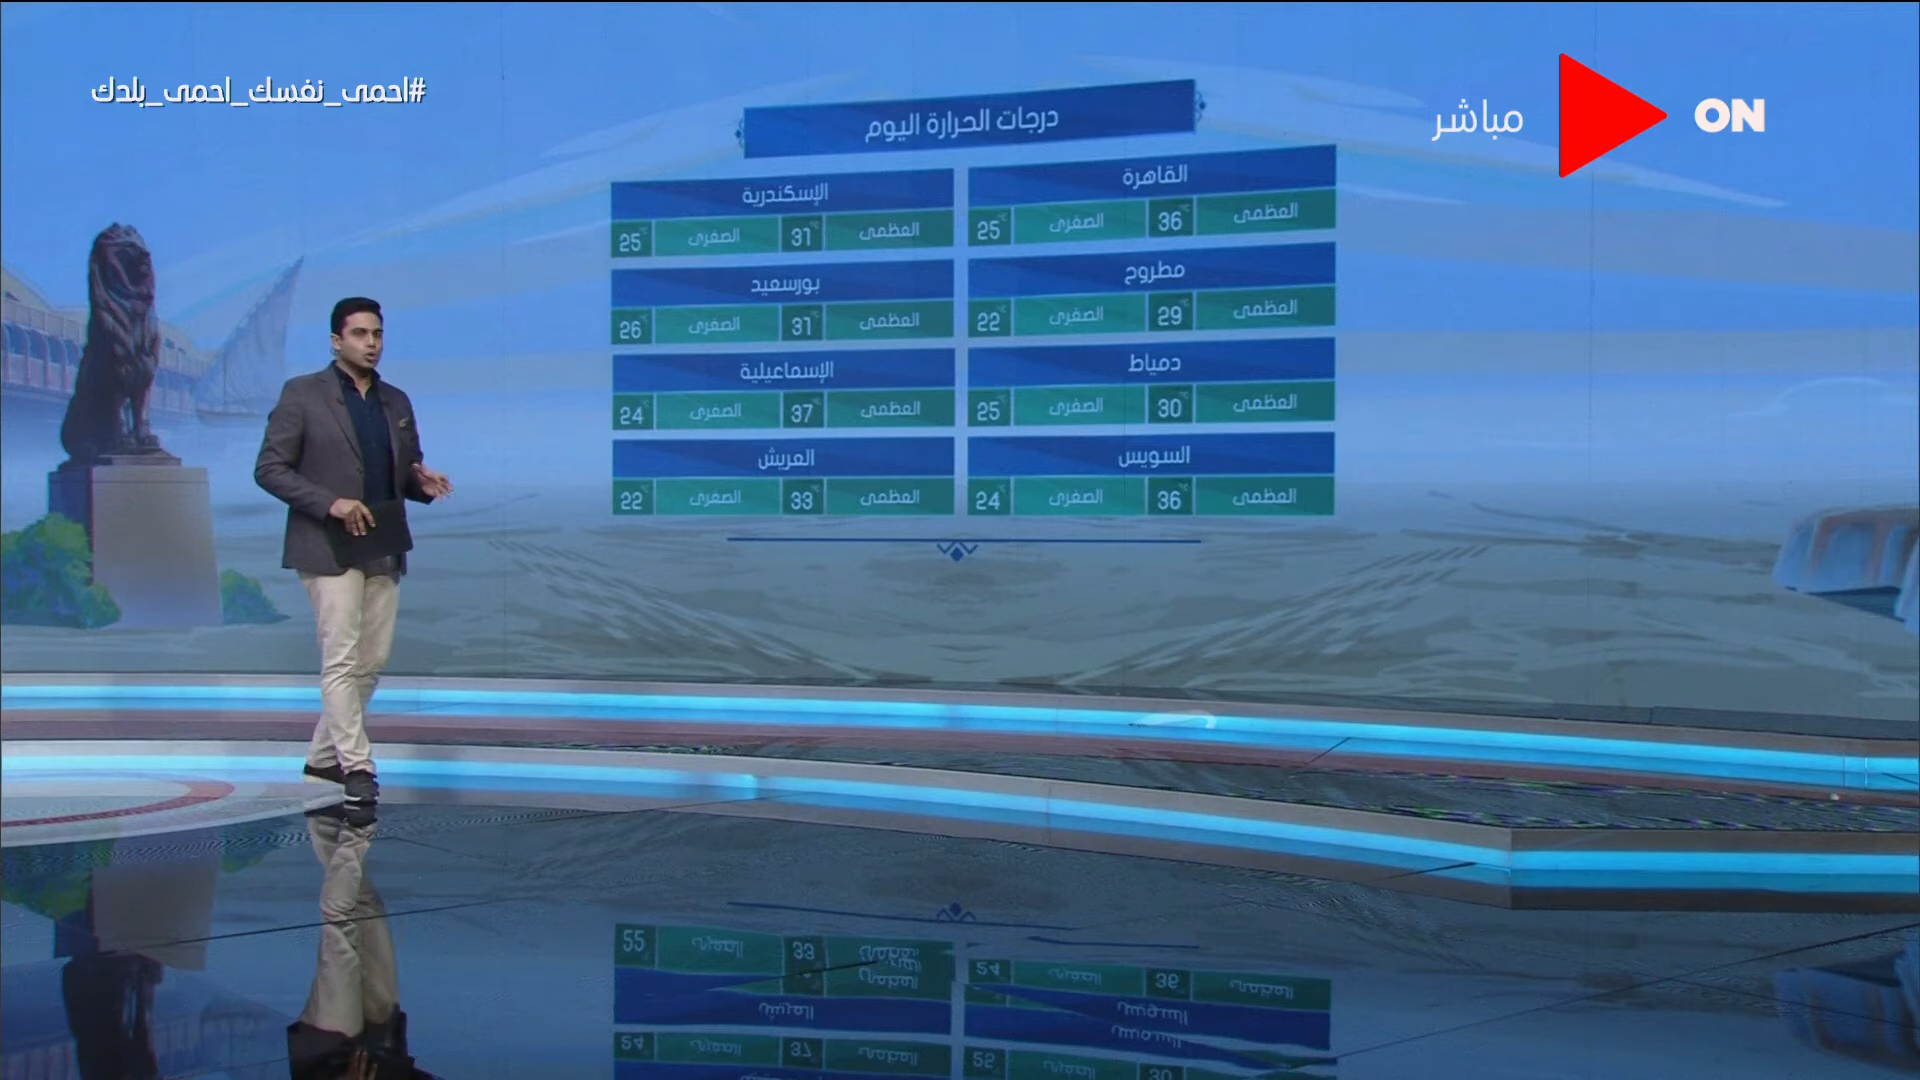 #احمى_نفسك_احمى_بلدك
مباشر ON
درجات الحرارة اليوم
القاهرة
العظمى 36 الصغرى 25
الإسكندرية
العظمى 31 الصغرى 25
مطروح
العظمى 29 الصغرى 22
بورسعيد
العظمى 31 الصغرى 26
دمياط
العظمى 30 الصغرى 25
الإسماعيلية
العظمى 37 الصغرى 24
السويس
العظمى 36 الصغرى 24
العريش
العظمى 33 الصغرى 22